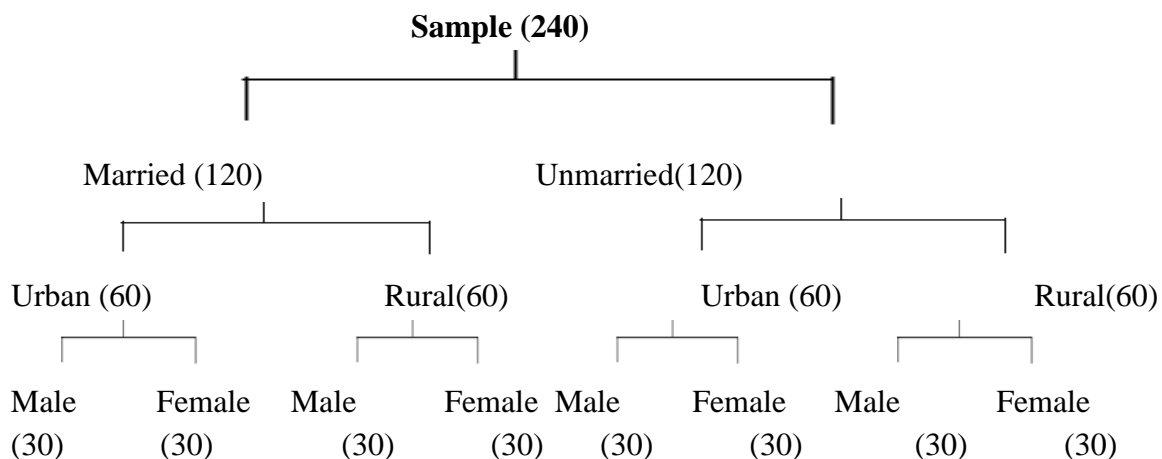 Sample (240)
Married (120) Unmarried(120)
Urban (60) Rural(60) Urban (60) Rural(60)
Male Female Male Female Male Female Male Female
(30) (30) (30) (30) (30) (30) (30) (30)